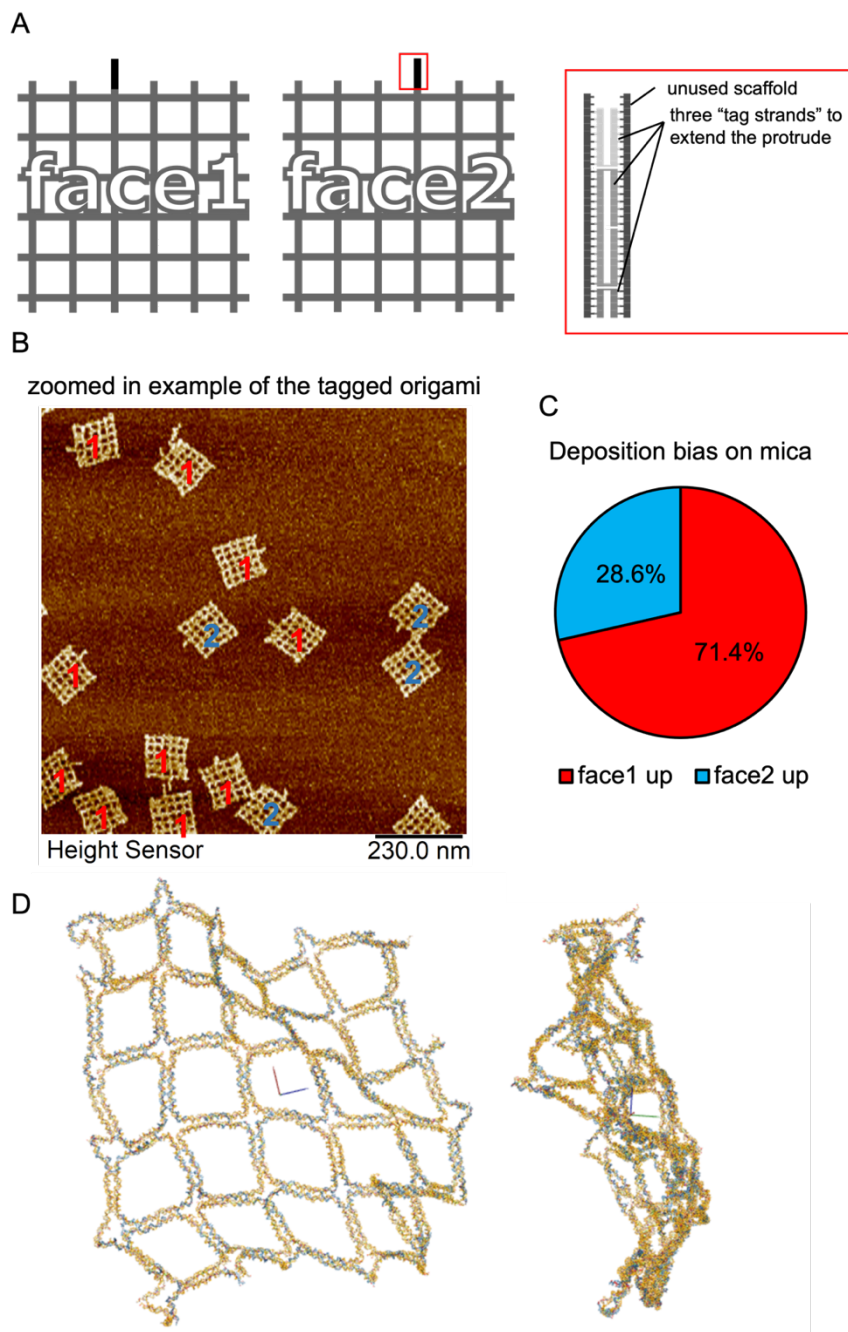 A
face1
face2
unused scaffold
three “tag strands” to
extend the protrude
B
zoomed in example of the tagged origami
1
1
1
2
1
2
2
1
1
1
1
1
1
2
Height Sensor
230.0 nm
C
Deposition bias on mica
28.6%
71.4%
face1 up
face2 up
D